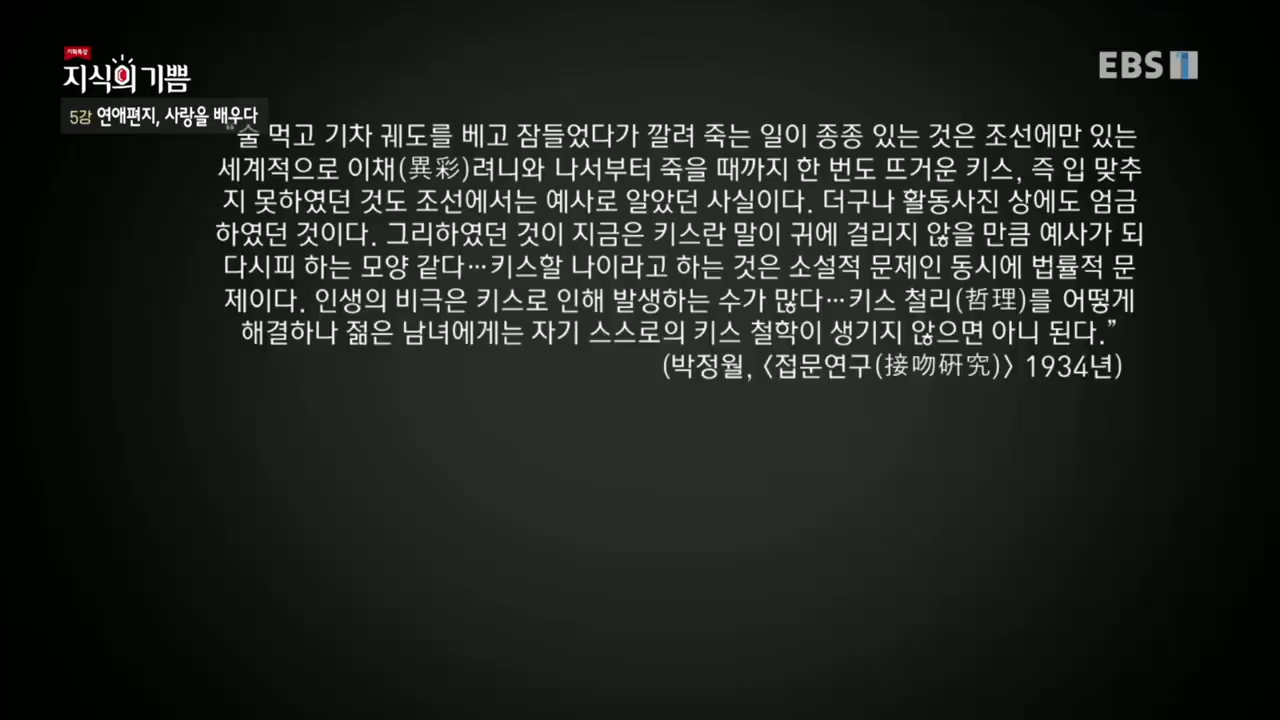 기획특강
지식의 기쁨
EBS 1
5강 연애편지, 사랑을 배우다
“술 먹고 기차 궤도를 베고 잠들었다가 깔려 죽는 일이 종종 있는 것은 조선에만 있는
세계적으로 이채(異彩)려니와 나서부터 죽을 때까지 한 번도 뜨거운 키스, 즉 입 맞추
지 못하였던 것도 조선에서는 예사로 알았던 사실이다. 더구나 활동사진 상에도 엄금
하였던 것이다. 그리하였던 것이 지금은 키스란 말이 귀에 걸리지 않을 만큼 예사가 되
다시피 하는 모양 같다…키스할 나이라고 하는 것은 소설적 문제인 동시에 법률적 문
제이다. 인생의 비극은 키스로 인해 발생하는 수가 많다…키스 철리(哲理)를 어떻게
해결하나 젊은 남녀에게는 자기 스스로의 키스 철학이 생기지 않으면 아니 된다.”
(박정월, 〈접문연구(接吻硏究)〉 1934년)